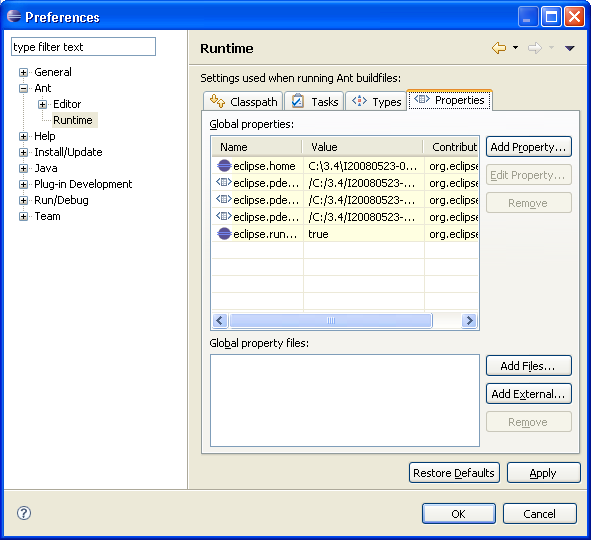 Preferences
type filter text
General
Ant
Editor
Runtime
Help
Install/Update
Java
Plug-in Development
Run/Debug
Team
Runtime
Settings used when running Ant buildfiles:
Classpath Tasks Types Properties
Global properties:
Name Value Contribut
eclipse.home C:\3.4\I20080523-0... org.eclipse
eclipse.pde... /C:/3.4/I20080523-... org.eclipse
eclipse.pde... /C:/3.4/I20080523-... org.eclipse
eclipse.pde... /C:/3.4/I20080523-... org.eclipse
eclipse.run... true org.eclipse
Add Property...
Edit Property...
Remove
Global property files:
Add Files...
Add External...
Remove
Restore Defaults Apply
? OK Cancel